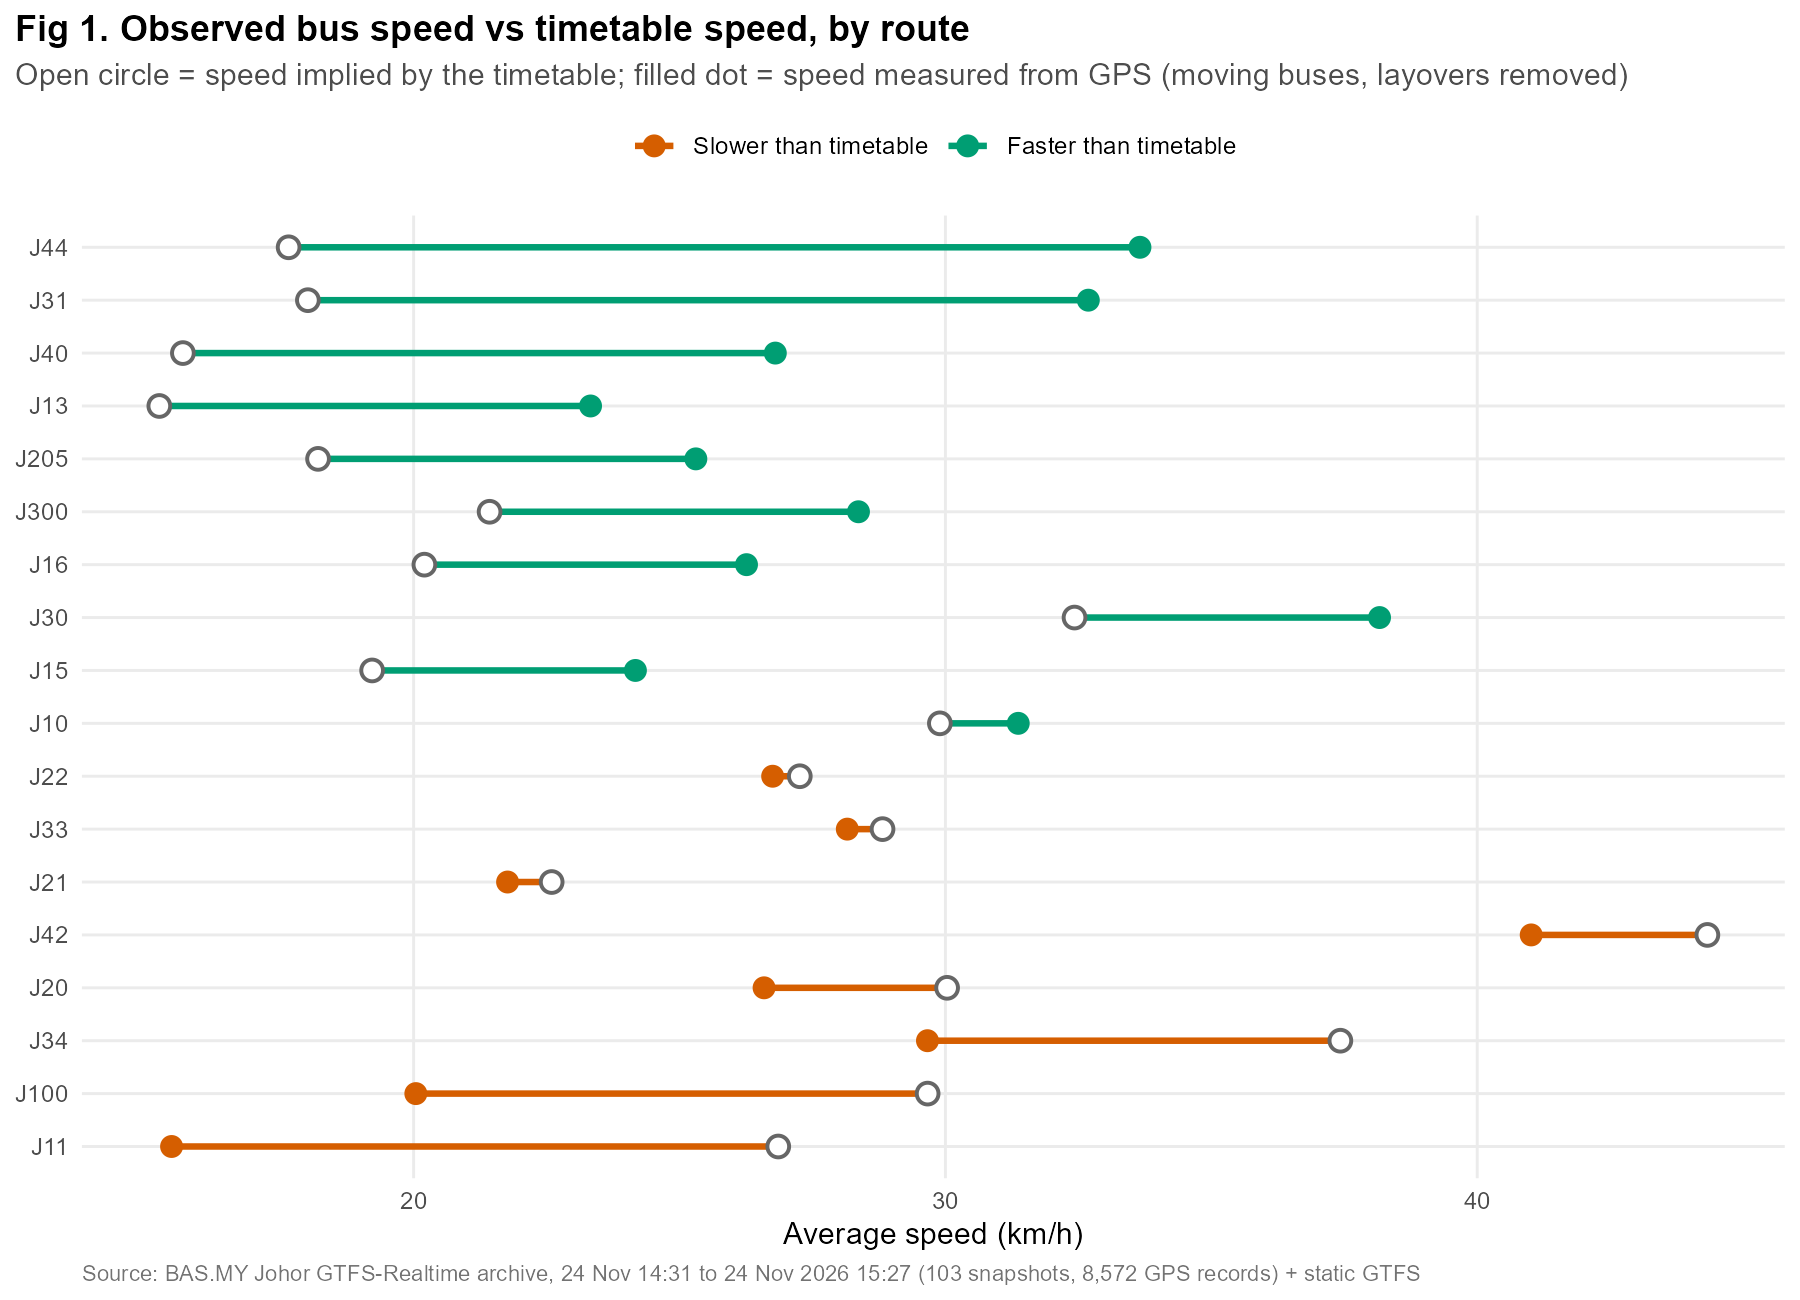 Fig 1. Observed bus speed vs timetable speed, by route
Open circle = speed implied by the timetable; filled dot = speed measured from GPS (moving buses, layovers removed)
Slower than timetable
Faster than timetable
J44
J31
J40
J13
J205
J300
J16
J30
J15
J10
J22
J33
J21
J42
J20
J34
J100
J11
20
30
40
Average speed (km/h)
Source: BAS.MY Johor GTFS-Realtime archive, 24 Nov 14:31 to 24 Nov 2026 15:27 (103 snapshots, 8,572 GPS records) + static GTFS